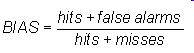 BIAS = hits + false alarms / hits + misses